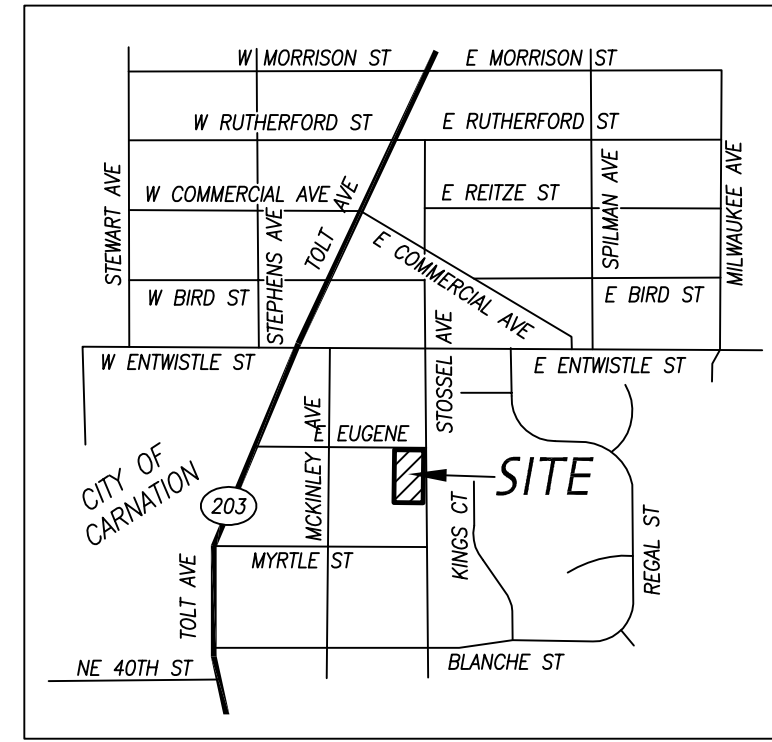 W MORRISON ST
E MORRISON ST
W RUTHERFORD ST
E RUTHERFORD ST
STEWART AVE
W COMMERCIAL AVE
STEPHENS AVE
TOLT AVE
E REITZE ST
SPILMAN AVE
MILWAUKEE AVE
E COMMERCIAL AVE
W BIRD ST
E BIRD ST
W ENTWISTLE ST
STOSSEL AVE
E ENTWISTLE ST
MCKINLEY AVE
E EUGENE
CITY OF
CARNATION
203
SITE
KINGS CT
REGAL ST
MYRTLE ST
TOLT AVE
NE 40TH ST
BLANCHE ST